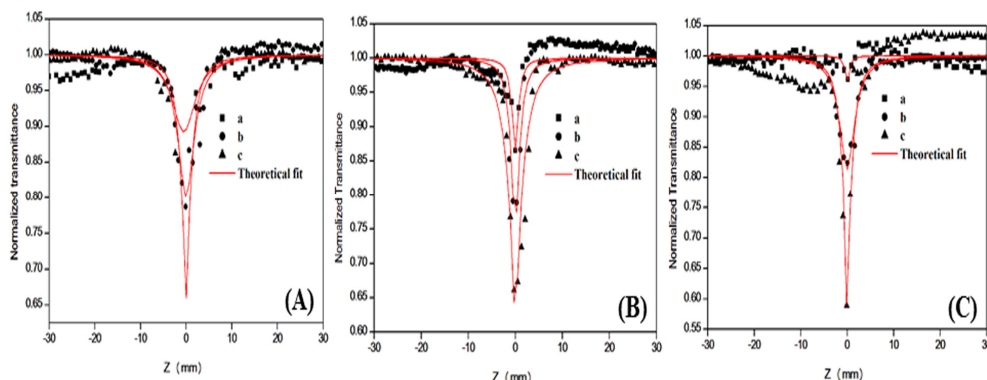 1.05
1.00
0.95
0.90
0.85
0.80
0.75
0.70
0.65
-30 -20 -10 0 10 20 30
Normalized transmittance
Z (mm)
a
b
c
Theoretical fit
(A)
1.05
1.00
0.95
0.90
0.85
0.80
0.75
0.70
0.65
0.60
-30 -20 -10 0 10 20 30
Normalized Transmittance
Z (mm)
a
b
c
Theoretical fit
(B)
1.05
1.00
0.95
0.90
0.85
0.80
0.75
0.70
0.65
0.60
0.55
-30 -20 -10 0 10 20 30
Normalized Transmittance
Z (mm)
a
b
c
Theoretical fit
(C)